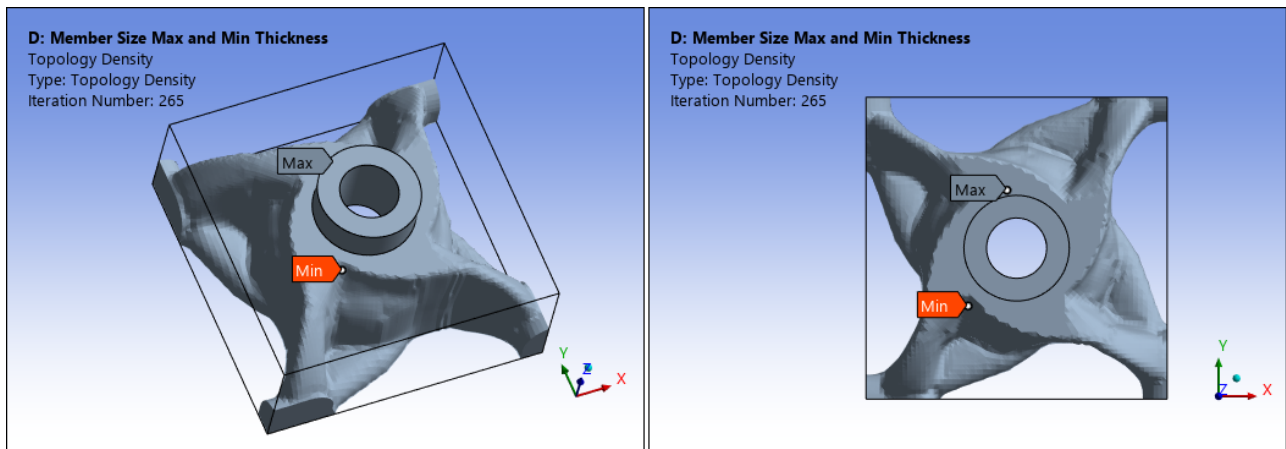 D: Member Size Max and Min Thickness
Topology Density
Type: Topology Density
Iteration Number: 265
Max
Min
Y
Z
X
D: Member Size Max and Min Thickness
Topology Density
Type: Topology Density
Iteration Number: 265
Max
Min
Y
Z
X